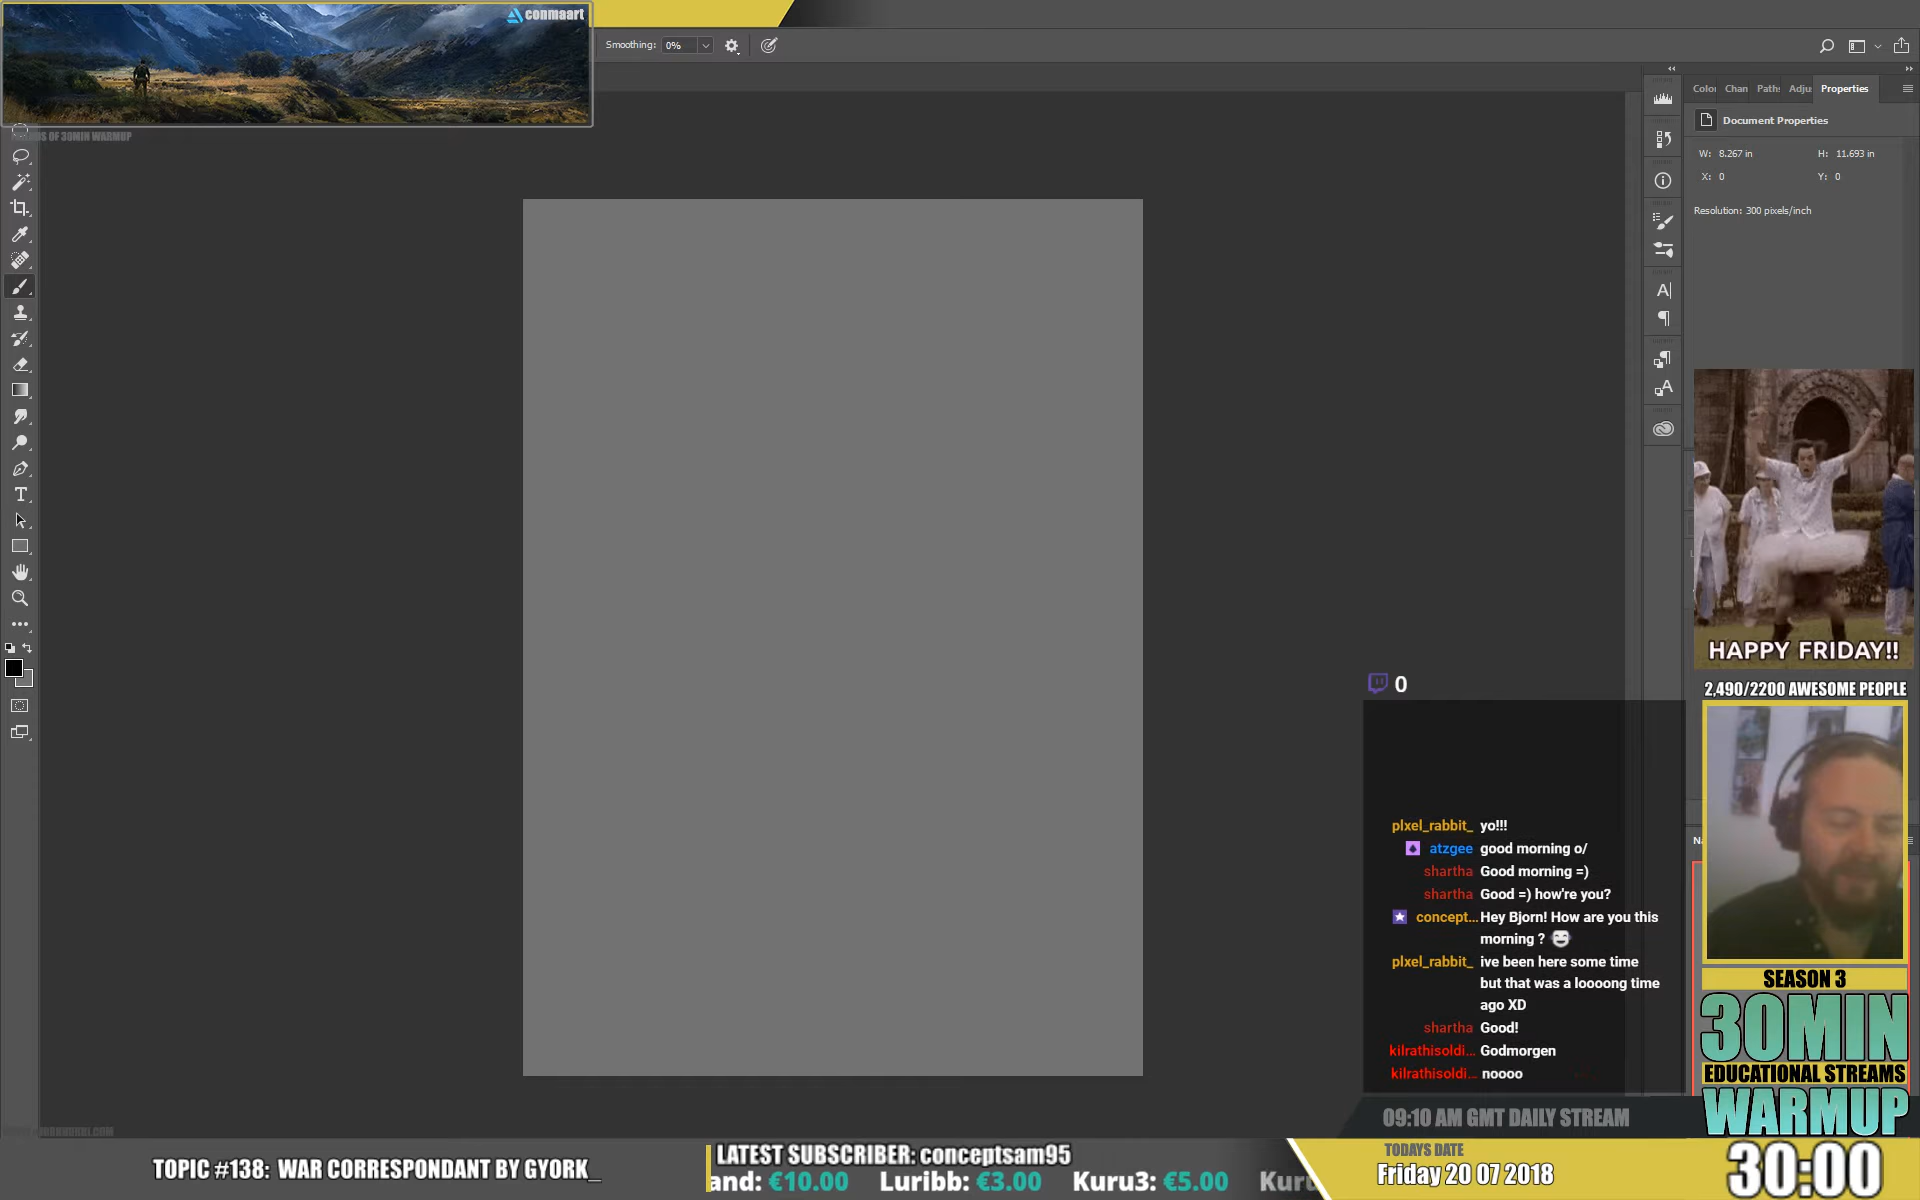 conmaart
Smoothing: 0%
OF 30MIN WARMUP
Chan Paths Adju Properties
Document Properties
W: 8.267 in H: 11.693 in
X: 0 Y: 0
Resolution: 300 pixels/inch
HAPPY FRIDAY!!
2,490/2200 AWESOME PEOPLE
0
plxel_rabbit_ yo!!!
atzgee good morning o/
shartha Good morning =)
shartha Good =) how're you?
concept... Hey Bjorn! How are you this
morning ?
plxel_rabbit_ ive been here some time
but that was a loooong time
ago XD
shartha Good!
kilrathisoldi... Godmorgen
kilrathisoldi... noooo
SEASON 3
30MIN
EDUCATIONAL STREAMS
WARMUP
09:10 AM GMT DAILY STREAM
TOPIC #138: WAR CORRESPONDANT BY GYORK_
LATEST SUBSCRIBER: conceptsam95
and: €10.00 Luribb: €3.00 Kuru3: €5.00 Kuru
TODAYS DATE
Friday 20 07 2018
30:00